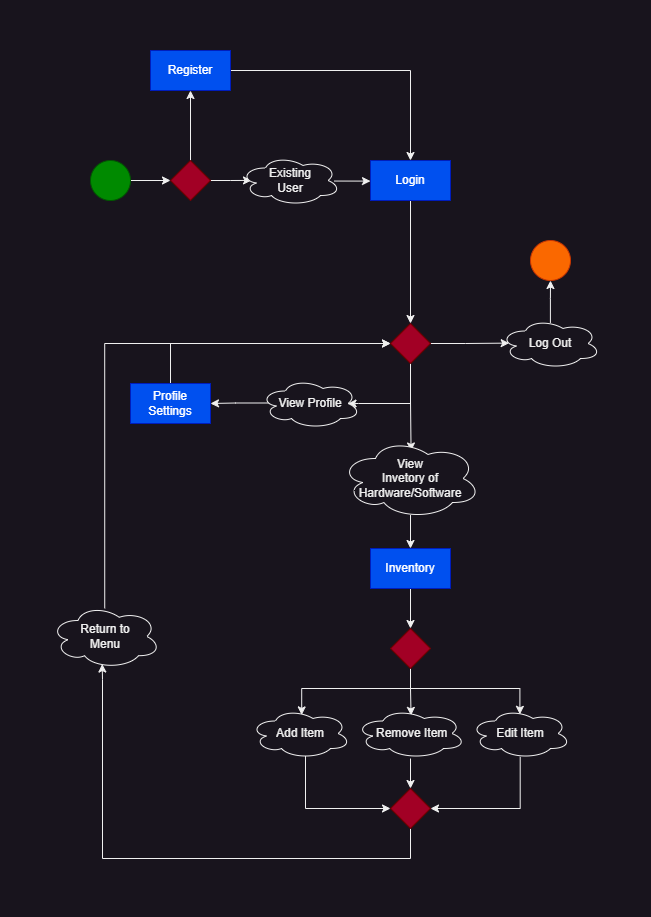 Register
Existing
User
Login
Log Out
Profile
Settings
View Profile
View
Invetory of
Hardware/Software
Inventory
Return to
Menu
Add Item
Remove Item
Edit Item